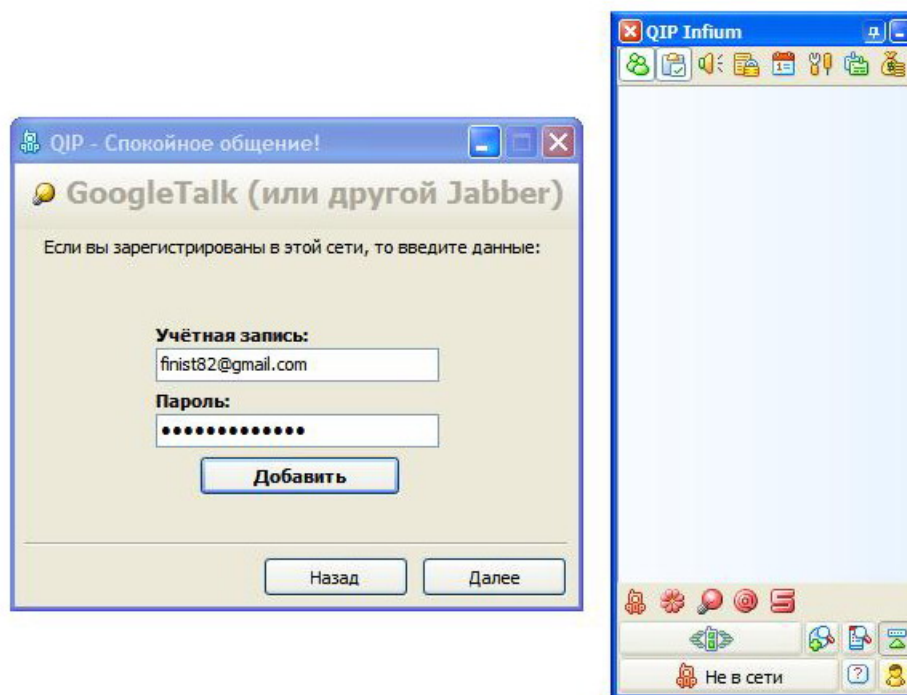 QIP Infium
QIP - Спокойное общение!
GoogleTalk (или другой Jabber)
Если вы зарегистрированы в этой сети, то введите данные:
Учётная запись:
finist82@gmail.com
Пароль:
•••••••••••••
Добавить
Назад
Далее
Не в сети